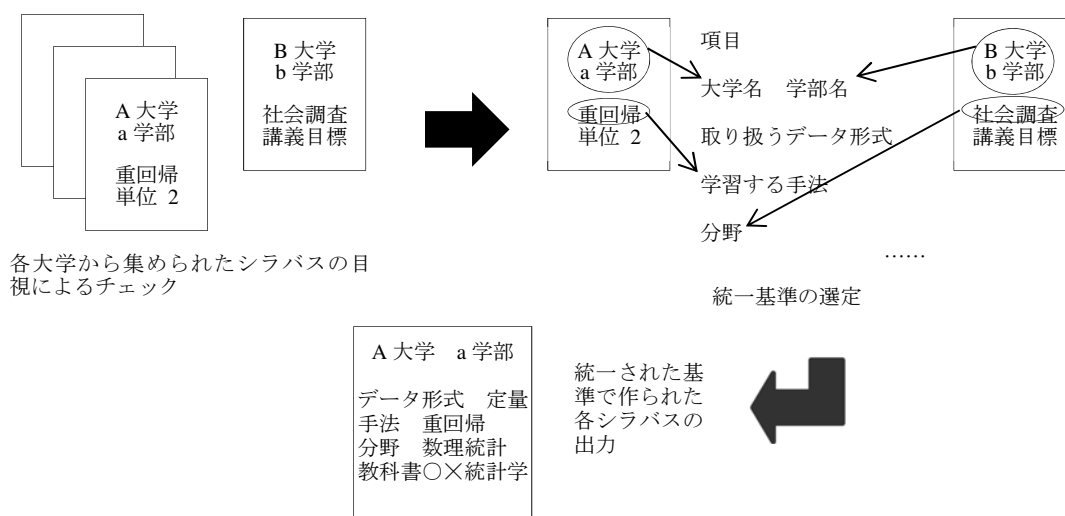 A 大学
a 学部
重回帰
単位 2
B 大学
b 学部
社会調査
講義目標
各大学から集められたシラバスの目
視によるチェック
A 大学
a 学部
重回帰
単位 2
項目
大学名　学部名
取り扱うデータ形式
学習する手法
分野
……
統一基準の選定
B 大学
b 学部
社会調査
講義目標
A 大学　a 学部
データ形式　定量
手法　重回帰
分野　数理統計
教科書○×統計学
統一された基
準で作られた
各シラバスの
出力